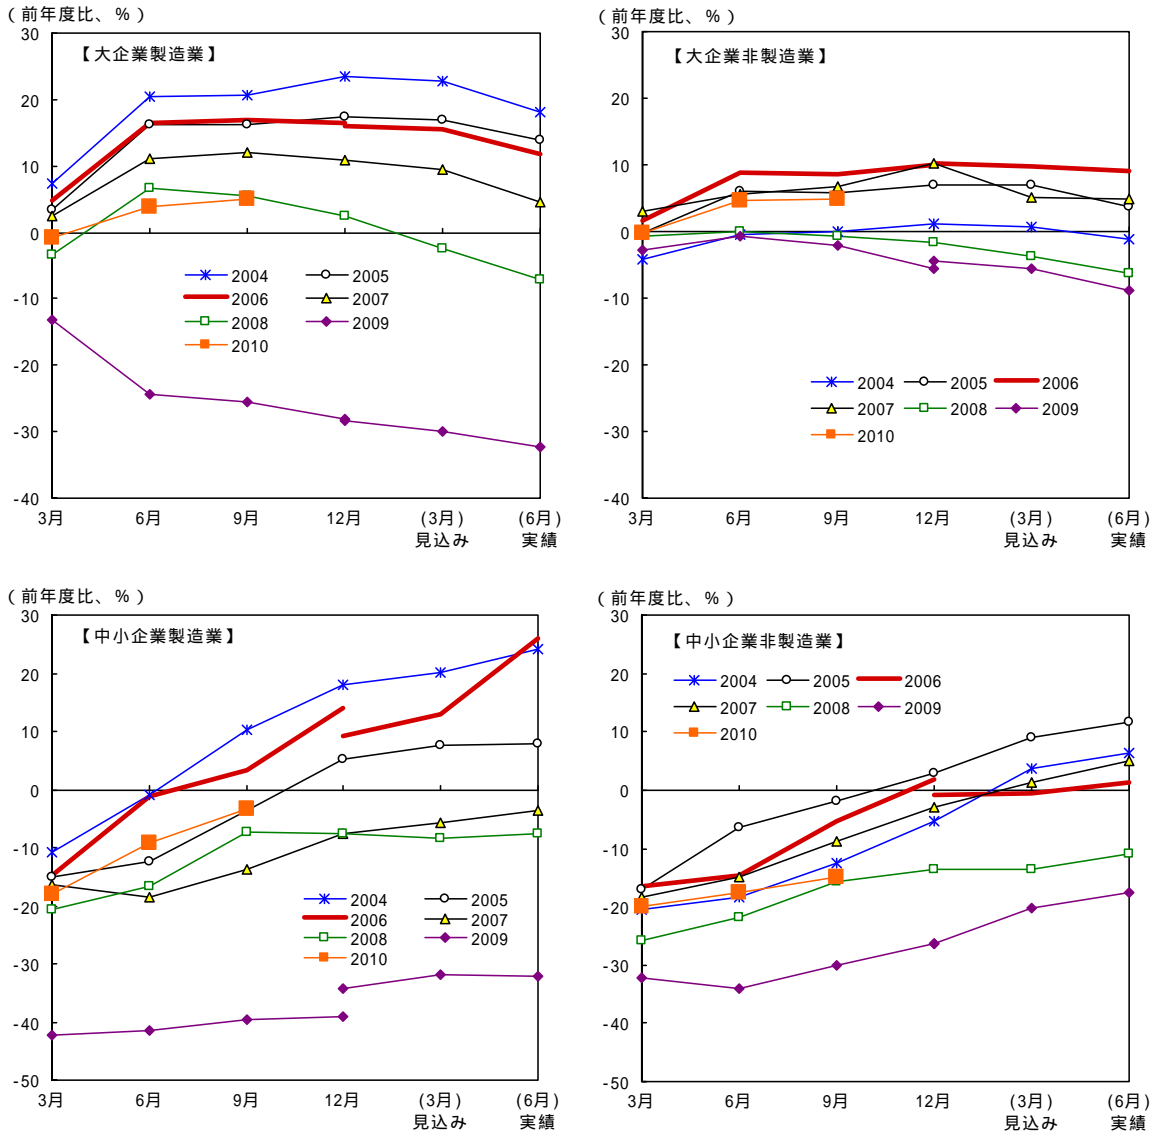 (前年度比、%)
【大企業製造業】
30
20
10
0
-10
-20
-30
-40
2004 2005
2006 2007
2008 2009
2010
3月 6月 9月 12月 (3月) (6月)
見込み 実績
(前年度比、%)
【大企業非製造業】
30
20
10
0
-10
-20
-30
-40
2004 2005 2006
2007 2008 2009
2010
3月 6月 9月 12月 (3月) (6月)
見込み 実績
(前年度比、%)
【中小企業製造業】
30
20
10
0
-10
-20
-30
-40
-50
2004 2005
2006 2007
2008 2009
2010
3月 6月 9月 12月 (3月) (6月)
見込み 実績
(前年度比、%)
【中小企業非製造業】
30
20
10
0
-10
-20
-30
-40
-50
2004 2005 2006
2007 2008 2009
2010
3月 6月 9月 12月 (3月) (6月)
見込み 実績